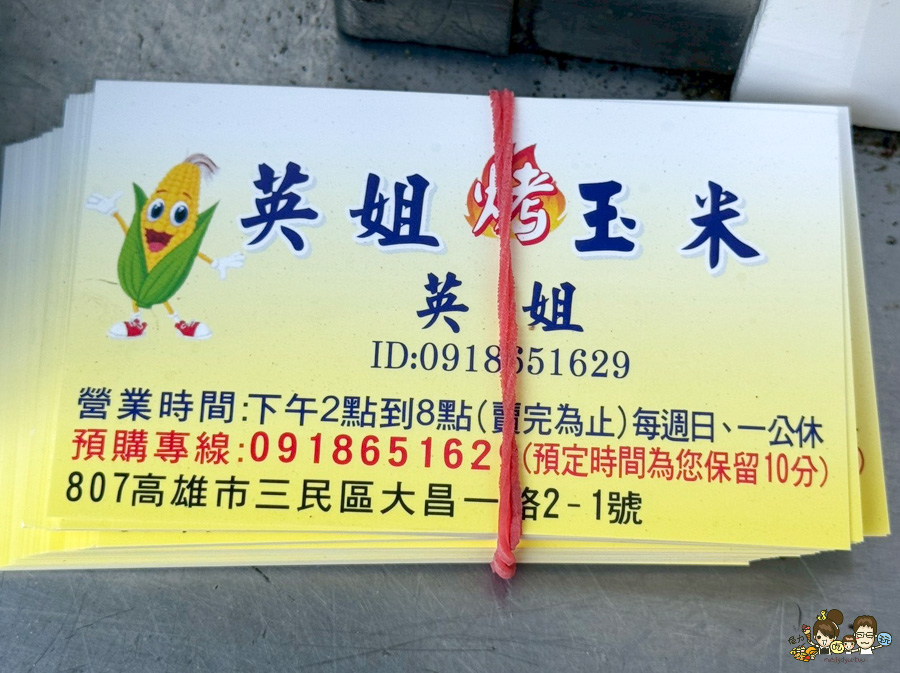 英姐烤玉米
英姐
ID:0918651629
營業時間:下午2點到8點(賣完為止)每週日、一公休
預購專線:0918651629(預定時間為您保留10分)
807高雄市三民區大昌一路2-1號